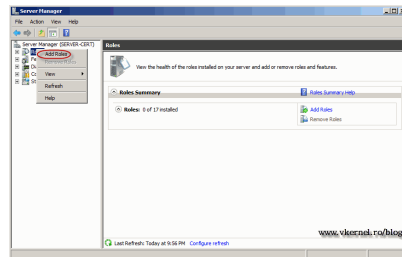 Server Manager
File Action View Help
Server Manager (SERVER-CERT)
Add Roles
Remove Roles
View
Refresh
Help
Roles
View the health of the roles installed on your server and add or remove roles and features.
Roles Summary
Roles Summary Help
Roles: 0 of 17 installed
Add Roles
Remove Roles
www.vkernel.ro/blog
Last Refresh: Today at 9:56 PM Configure refresh